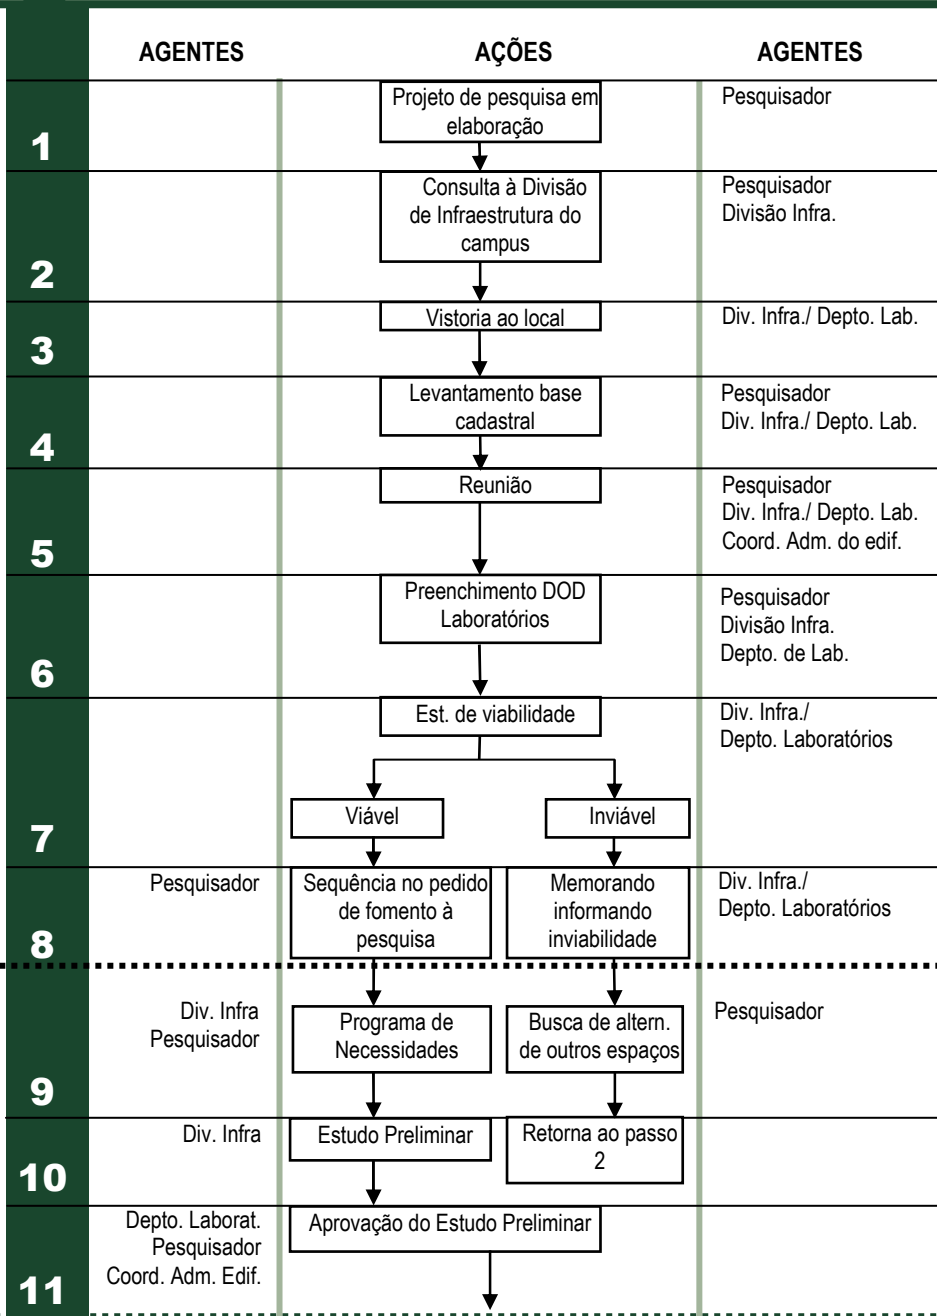 AGENTES
AÇÕES
AGENTES
1
Projeto de pesquisa em
elaboração
Pesquisador
2
Consulta à Divisão
de Infraestrutura do
campus
Pesquisador
Divisão Infra.
3
Vistoria ao local
Div. Infra./ Depto. Lab.
4
Levantamento base
cadastral
Pesquisador
Div. Infra./ Depto. Lab.
5
Reunião
Pesquisador
Div. Infra./ Depto. Lab.
Coord. Adm. do edif.
6
Preenchimento DOD
Laboratórios
Pesquisador
Divisão Infra.
Depto. de Lab.
7
Est. de viabilidade
Div. Infra./
Depto. Laboratórios
Viável
Inviável
8
Pesquisador
Sequência no pedido
de fomento à
pesquisa
Memorando
informando
inviabilidade
Div. Infra./
Depto. Laboratórios
9
Div. Infra
Pesquisador
Programa de
Necessidades
Busca de altern.
de outros espaços
Pesquisador
10
Div. Infra
Estudo Preliminar
Retorna ao passo
2
11
Depto. Laborat.
Pesquisador
Coord. Adm. Edif.
Aprovação do Estudo Preliminar